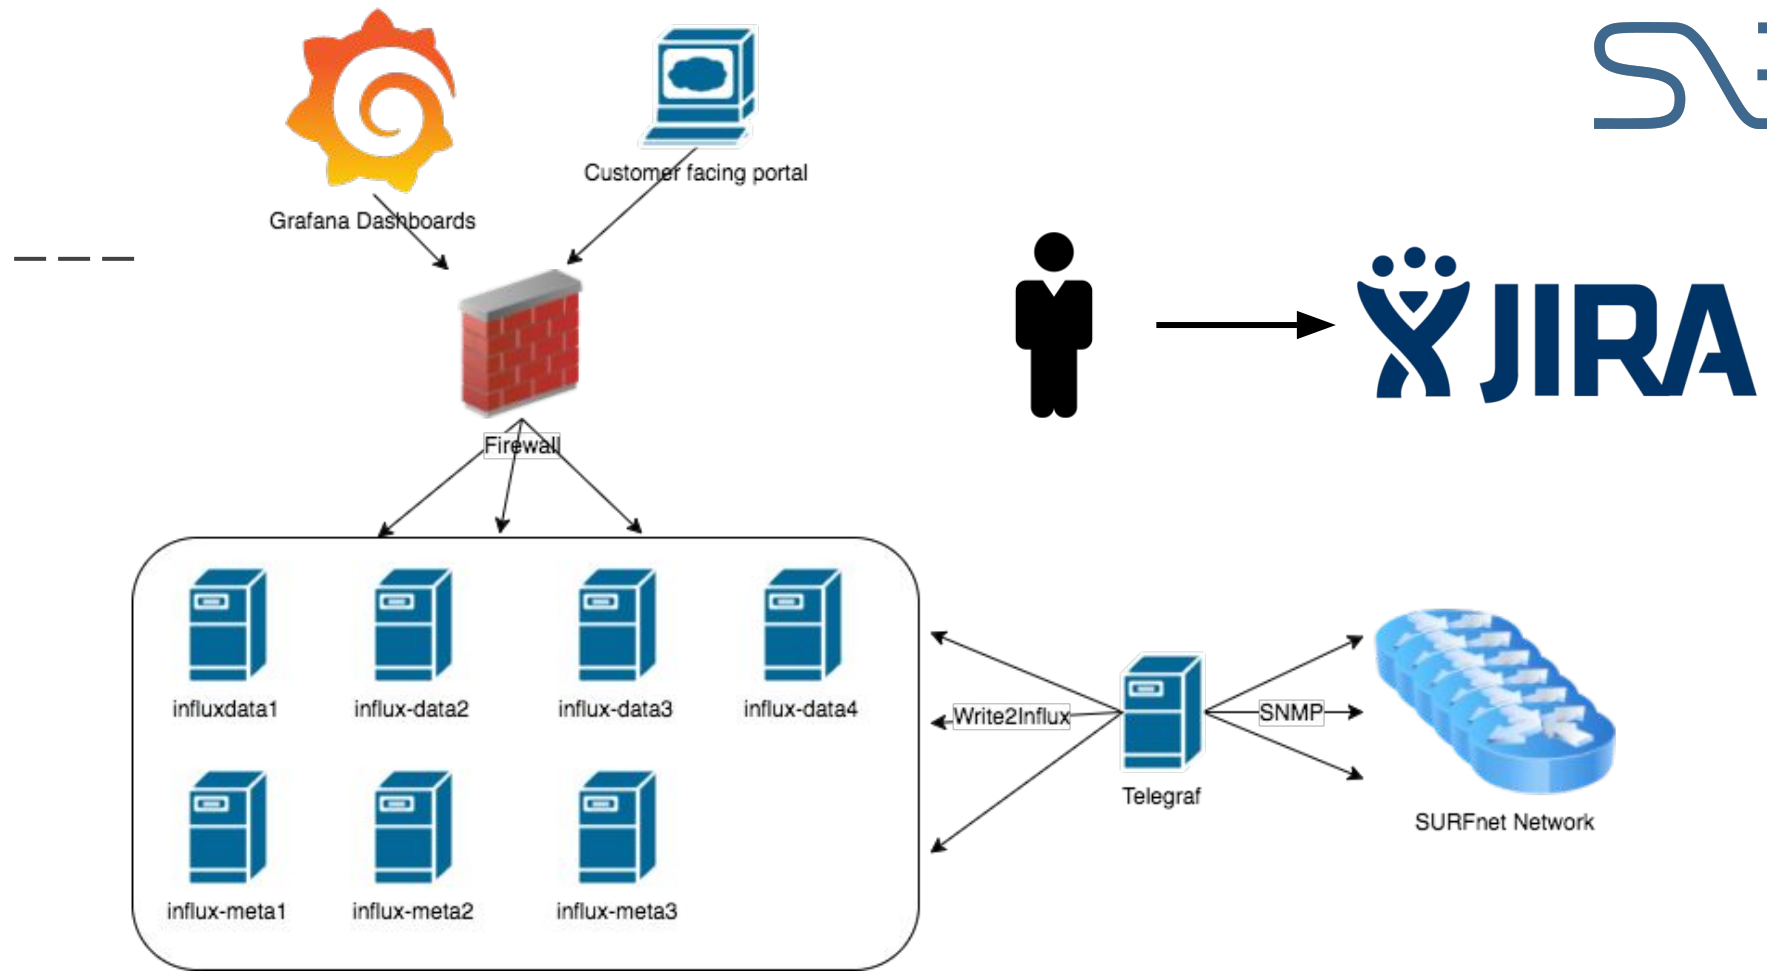 Customer facing portal
Grafana Dashboards
JIRA
Firewall
influxdata1
influx-data2
influx-data3
influx-data4
Write2Influx
SNMP
Telegraf
SURFnet Network
influx-meta1
influx-meta2
influx-meta3